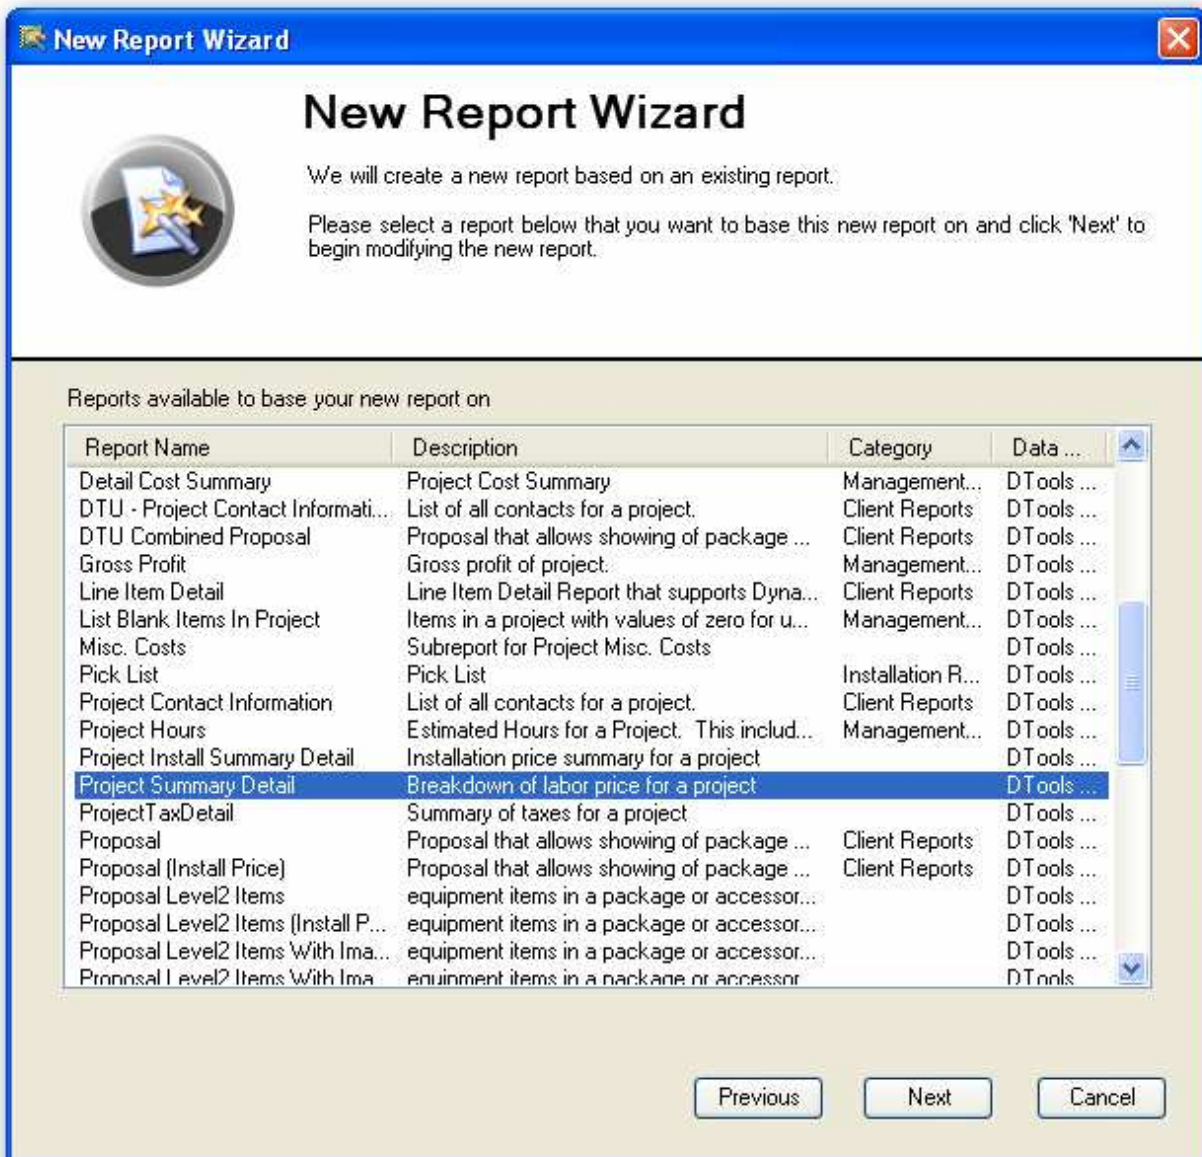 New Report Wizard
New Report Wizard
We will create a new report based on an existing report.
Please select a report below that you want to base this new report on and click 'Next' to
begin modifying the new report.
Reports available to base your new report on
Report Name Description Category Data ...
Detail Cost Summary Project Cost Summary Management... DTools ...
DTU - Project Contact Informati... List of all contacts for a project. Client Reports DTools ...
DTU Combined Proposal Proposal that allows showing of package ... Client Reports DTools ...
Gross Profit Gross profit of project. Management... DTools ...
Line Item Detail Line Item Detail Report that supports Dyna... Client Reports DTools ...
List Blank Items In Project Items in a project with values of zero for u... Management... DTools ...
Misc. Costs Subreport for Project Misc. Costs DTools ...
Pick List Pick List Installation R... DTools ...
Project Contact Information List of all contacts for a project. Client Reports DTools ...
Project Hours Estimated Hours for a Project. This includ... Management... DTools ...
Project Install Summary Detail Installation price summary for a project DTools ...
Project Summary Detail Breakdown of labor price for a project DTools ...
ProjectTaxDetail Summary of taxes for a project DTools ...
Proposal Proposal that allows showing of package ... Client Reports DTools ...
Proposal (Install Price) Proposal that allows showing of package ... Client Reports DTools ...
Proposal Level2 Items equipment items in a package or accessor... DTools ...
Proposal Level2 Items (Install P... equipment items in a package or accessor... DTools ...
Proposal Level2 Items With Ima... equipment items in a package or accessor... DTools ...
Proposal Level2 Items With Ima equipment items in a package or accessor DTools
Previous Next Cancel